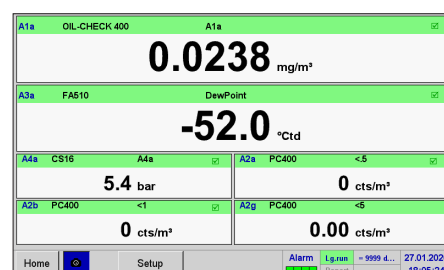 A1a OIL-CHECK 400 A1a
0.0238 mg/m³
A3a FA510 DewPoint
-52.0 °Ctd
A4a CS16 A4a A2a PC400 <.5
5.4 bar 0 cts/m³
A2b PC400 <1 A2g PC400 <5
0 cts/m³ 0.00 cts/m³
Home Setup Alarm Lg.run = 9999 d... 27.01.202